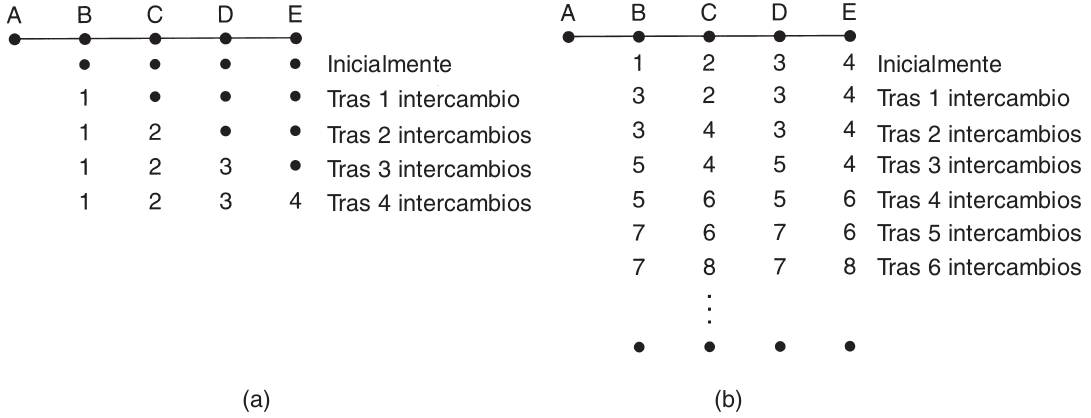 A B C D E
• • • • Inicialmente
1 • • • Tras 1 intercambio
1 2 • • Tras 2 intercambios
1 2 3 • Tras 3 intercambios
1 2 3 4 Tras 4 intercambios
(a)
A B C D E
1 2 3 4 Inicialmente
3 2 3 4 Tras 1 intercambio
3 4 3 4 Tras 2 intercambios
5 4 5 4 Tras 3 intercambios
5 6 5 6 Tras 4 intercambios
7 6 7 6 Tras 5 intercambios
7 8 7 8 Tras 6 intercambios
⋮
• • • •
(b)